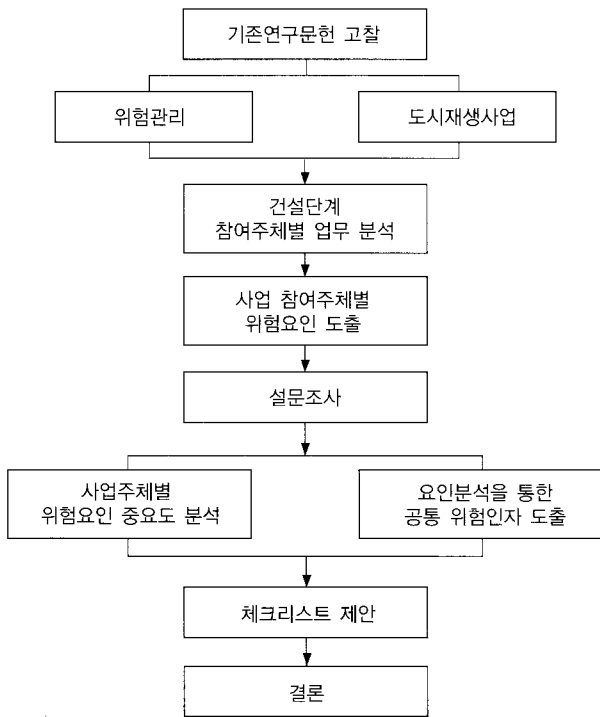 기존연구문헌 고찰
위험관리
도시재생사업
건설단계
참여주체별 업무 분석
사업 참여주체별
위험요인 도출
설문조사
사업주체별
위험요인 중요도 분석
요인분석을 통한
공통 위험인자 도출
체크리스트 제안
결론